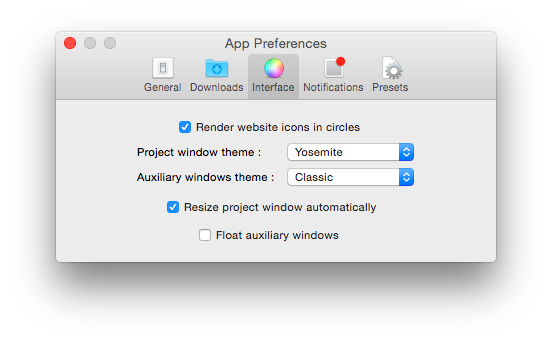 App Preferences
General Downloads Interface Notifications Presets
Render website icons in circles
Project window theme : Yosemite
Auxiliary windows theme : Classic
Resize project window automatically
Float auxiliary windows